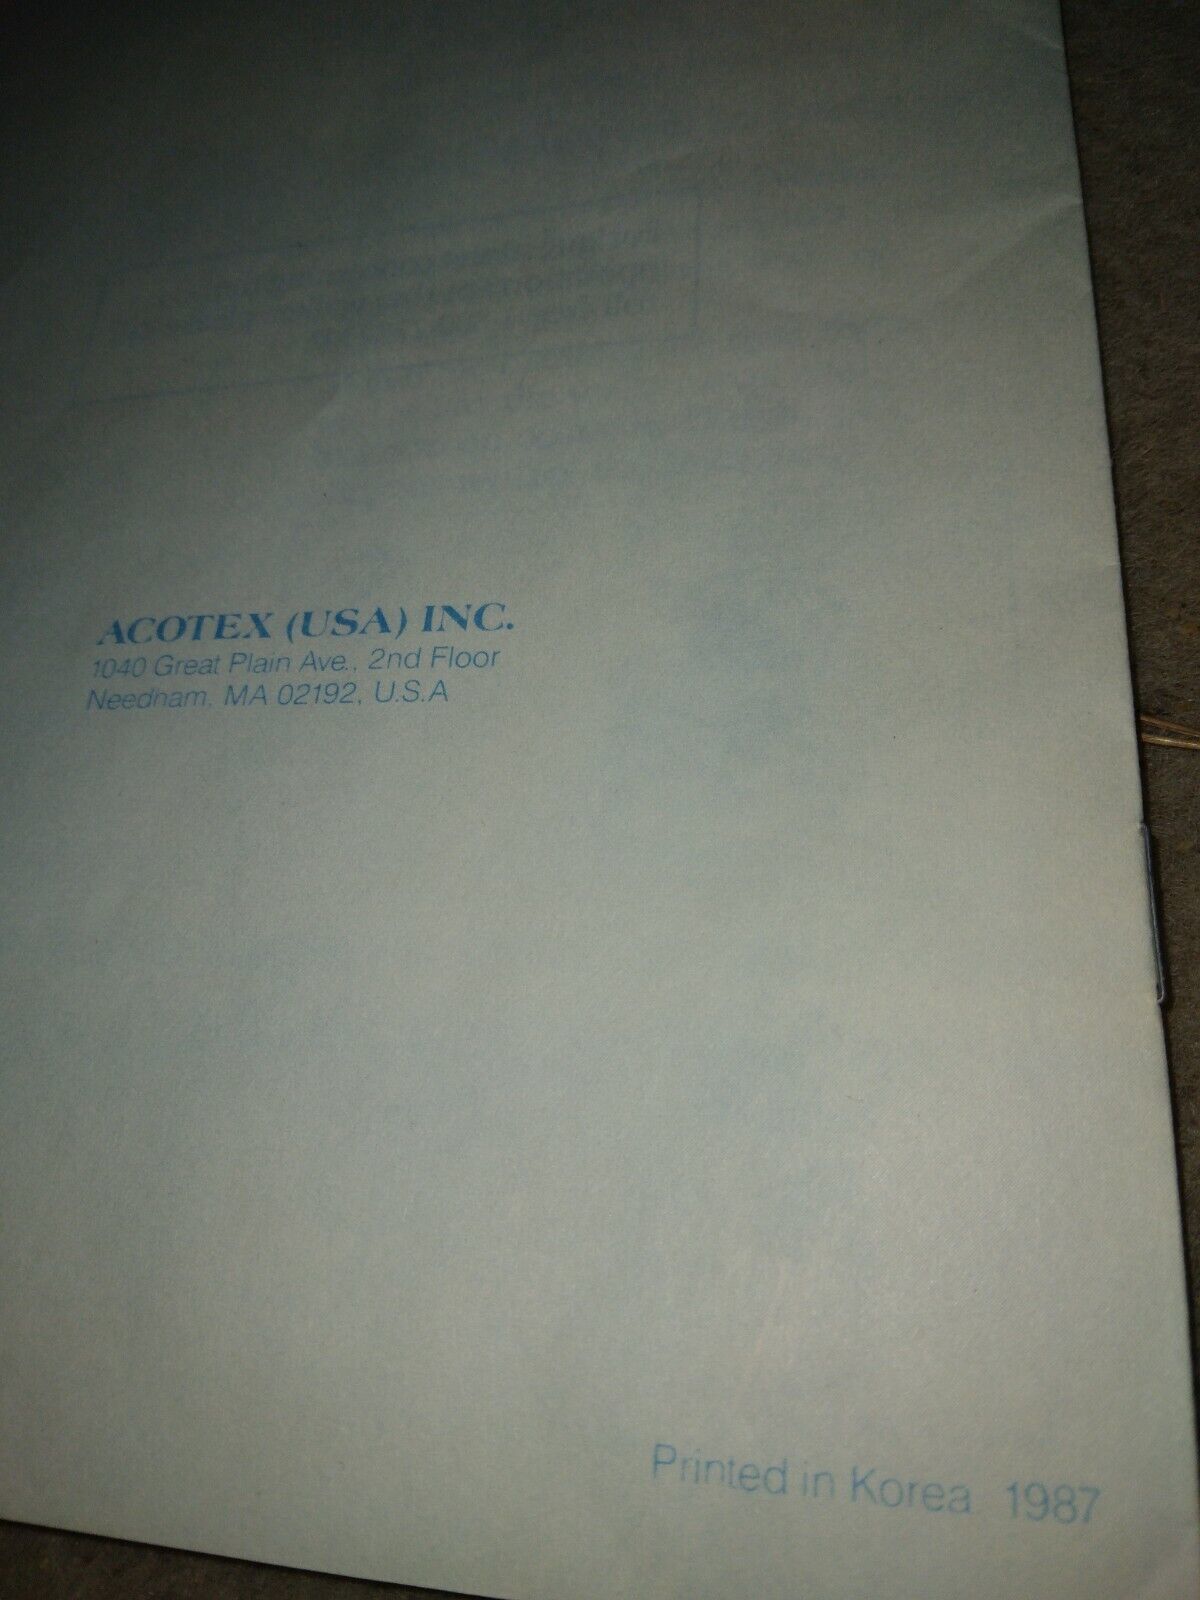 ACOTEX (USA) INC.
1040 Great Plain Ave., 2nd Floor
Needham, MA 02192, U.S.A
Printed in Korea 1987